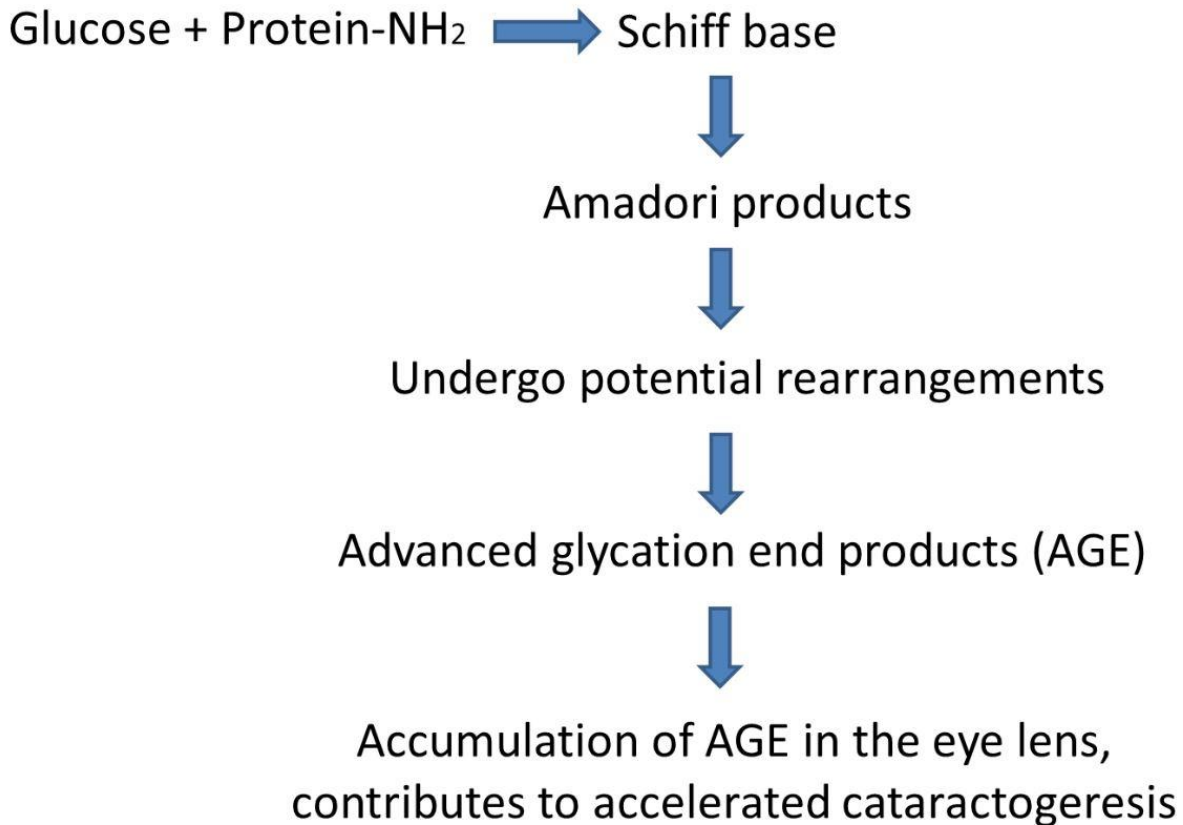 Glucose + Protein-NH₂ Schiff base
Amadori products
Undergo potential rearrangements
Advanced glycation end products (AGE)
Accumulation of AGE in the eye lens,
contributes to accelerated cataractogeresis